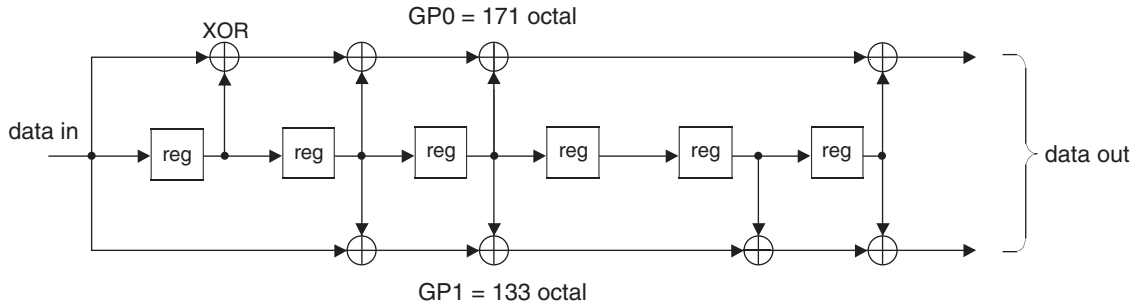 GP0 = 171 octal
XOR
data in
reg reg reg reg reg reg
data out
GP1 = 133 octal